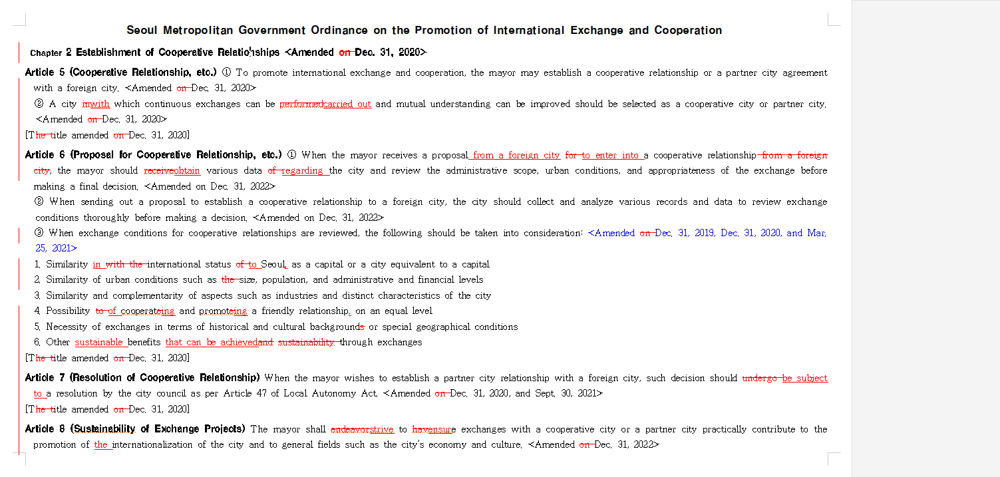 Seoul Metropolitan Government Ordinance on the Promotion of International Exchange and Cooperation
Chapter 2 Establishment of Cooperative Relationships <Amended on Dec. 31, 2020>
Article 5 (Cooperative Relationship, etc.) ① To promote international exchange and cooperation, the mayor may establish a cooperative relationship or a partner city agreement
with a foreign city. <Amended on Dec. 31, 2020>
② A city inwith which continuous exchanges can be performedcarried out and mutual understanding can be improved should be selected as a cooperative city or partner city.
<Amended on Dec. 31, 2020>
[The title amended on Dec. 31, 2020]
Article 6 (Proposal for Cooperative Relationship, etc.) ① When the mayor receives a proposal from a foreign city for to enter into a cooperative relationship from a foreign
city, the mayor should receiveobtain various data of regarding the city and review the administrative scope, urban conditions, and appropriateness of the exchange before
making a final decision. <Amended on Dec. 31, 2022>
② When sending out a proposal to establish a cooperative relationship to a foreign city, the city should collect and analyze various records and data to review exchange
conditions thoroughly before making a decision. <Amended on Dec. 31, 2022>
③ When exchange conditions for cooperative relationships are reviewed, the following should be taken into consideration: <Amended on Dec. 31, 2019, Dec. 31, 2020, and Mar.
25, 2021>
1. Similarity in with the international status of to Seoul, as a capital or a city equivalent to a capital
2. Similarity of urban conditions such as the size, population, and administrative and financial levels
3. Similarity and complementarity of aspects such as industries and distinct characteristics of the city
4. Possibility to of cooperateing and promoteing a friendly relationship, on an equal level
5. Necessity of exchanges in terms of historical and cultural backgrounds or special geographical conditions
6. Other sustainable benefits that can be achievedand sustainability through exchanges
[The title amended on Dec. 31, 2020]
Article 7 (Resolution of Cooperative Relationship) When the mayor wishes to establish a partner city relationship with a foreign city, such decision should undergo be subject
to a resolution by the city council as per Article 47 of Local Autonomy Act. <Amended on Dec. 31, 2020, and Sept. 30, 2021>
[The title amended on Dec. 31, 2020]
Article 8 (Sustainability of Exchange Projects) The mayor shall endeavorstrive to havensure exchanges with a cooperative city or a partner city practically contribute to the
promotion of the internationalization of the city and to general fields such as the city's economy and culture. <Amended on Dec. 31, 2022>